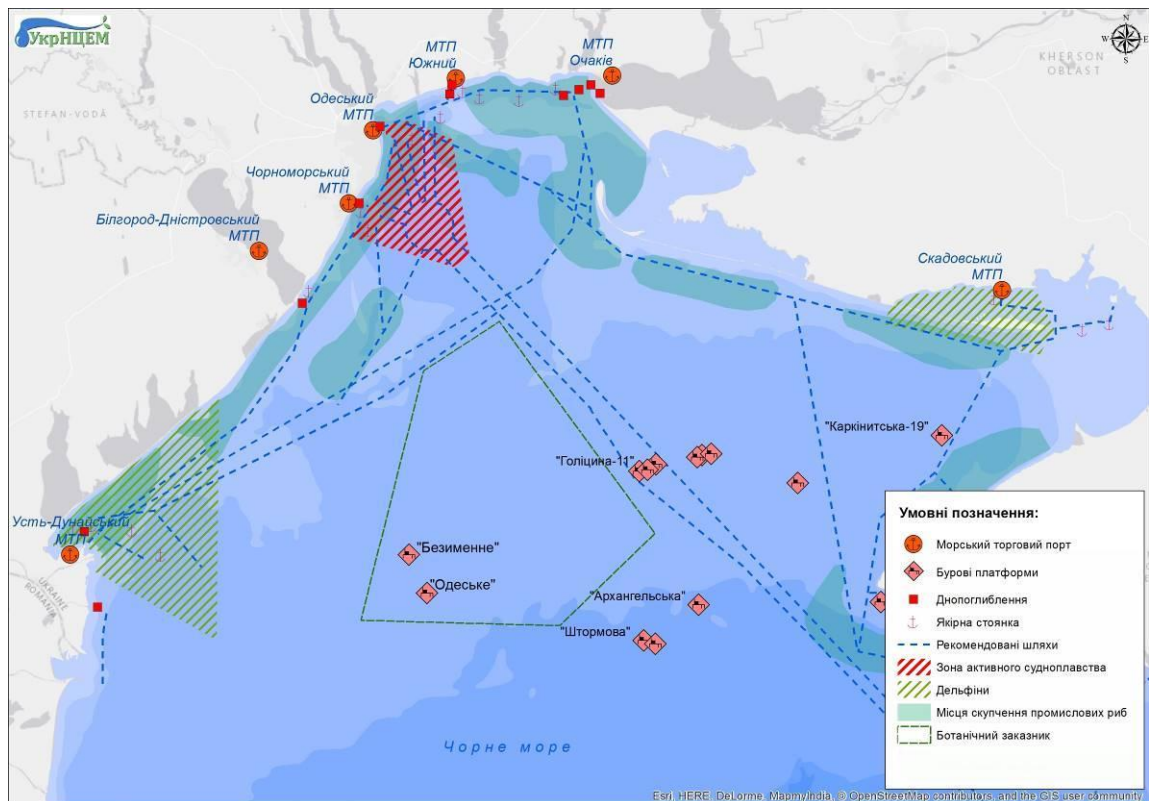 УкрНЦЕМ
N
W E
S
МТП
Южний
МТП
Очаків
KHERSON
OBLAST
Одеський
МТП
ȘTEFAN-VODĂ
Чорноморський
МТП
Білгород-Дністровський
МТП
Скадовський
МТП
"Каркінитська-19"
"Голіцина-11"
Усть-Дунайський
МТП
"Безименне"
"Одеське"
"Архангельська"
"Штормова"
UKRAINE
ROMANIA
Чорне море
Умовні позначення:
Морський торговий порт
Бурові платформи
Днопоглиблення
Якірна стоянка
Рекомендовані шляхи
Зона активного судноплавства
Дельфіни
Місця скупчення промислових риб
Ботанічний заказник
Esri, HERE, DeLorme, MapmyIndia, © OpenStreetMap contributors, and the GIS user community